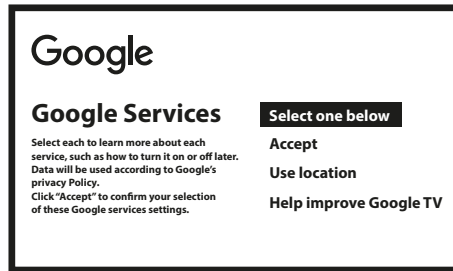 Google
Google Services
Select each to learn more about each
service, such as how to turn it on or off later.
Data will be used according to Google's
privacy Policy.
Click “Accept” to confirm your selection
of these Google services settings.
Select one below
Accept
Use location
Help improve Google TV